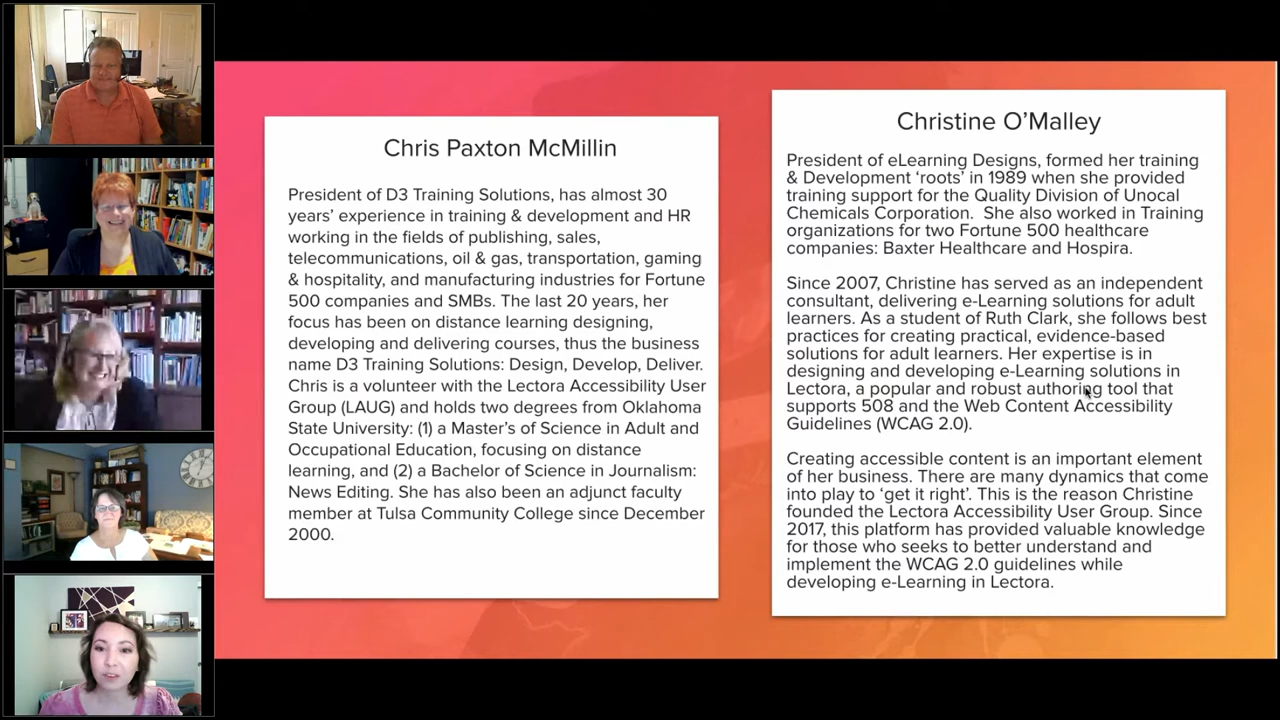 Chris Paxton McMillin
President of D3 Training Solutions, has almost 30
years’ experience in training & development and HR
working in the fields of publishing, sales,
telecommunications, oil & gas, transportation, gaming
& hospitality, and manufacturing industries for Fortune
500 companies and SMBs. The last 20 years, her
focus has been on distance learning designing,
developing and delivering courses, thus the business
name D3 Training Solutions: Design, Develop, Deliver.
Chris is a volunteer with the Lectora Accessibility User
Group (LAUG) and holds two degrees from Oklahoma
State University: (1) a Master’s of Science in Adult and
Occupational Education, focusing on distance
learning, and (2) a Bachelor of Science in Journalism:
News Editing. She has also been an adjunct faculty
member at Tulsa Community College since December
2000.
Christine O’Malley
President of eLearning Designs, formed her training
& Development ‘roots’ in 1989 when she provided
training support for the Quality Division of Unocal
Chemicals Corporation. She also worked in Training
organizations for two Fortune 500 healthcare
companies: Baxter Healthcare and Hospira.
Since 2007, Christine has served as an independent
consultant, delivering e-Learning solutions for adult
learners. As a student of Ruth Clark, she follows best
practices for creating practical, evidence-based
solutions for adult learners. Her expertise is in
designing and developing e-Learning solutions in
Lectora, a popular and robust authoring tool that
supports 508 and the Web Content Accessibility
Guidelines (WCAG 2.0).
Creating accessible content is an important element
of her business. There are many dynamics that come
into play to ‘get it right’. This is the reason Christine
founded the Lectora Accessibility User Group. Since
2017, this platform has provided valuable knowledge
for those who seeks to better understand and
implement the WCAG 2.0 guidelines while
developing e-Learning in Lectora.